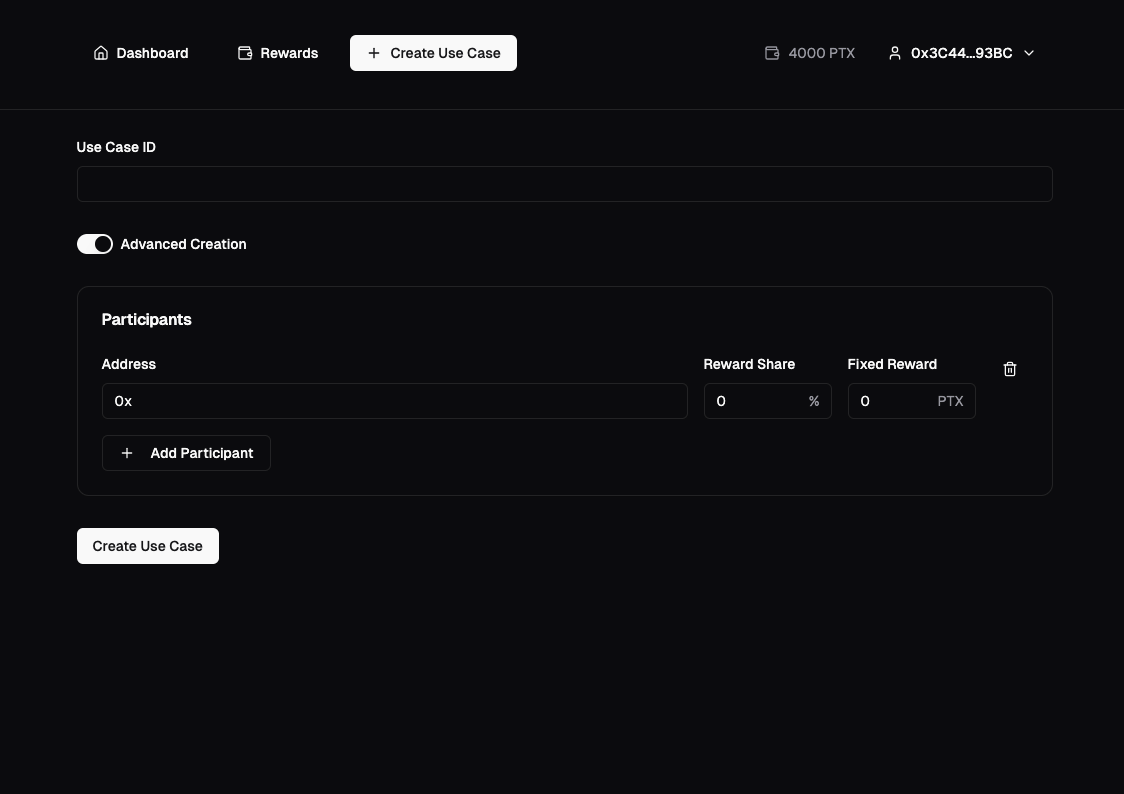 Dashboard Rewards + Create Use Case 4000 PTX 0x3C44...93BC
Use Case ID
Advanced Creation
Participants
Address Reward Share Fixed Reward
0x 0 % 0 PTX
+ Add Participant
Create Use Case